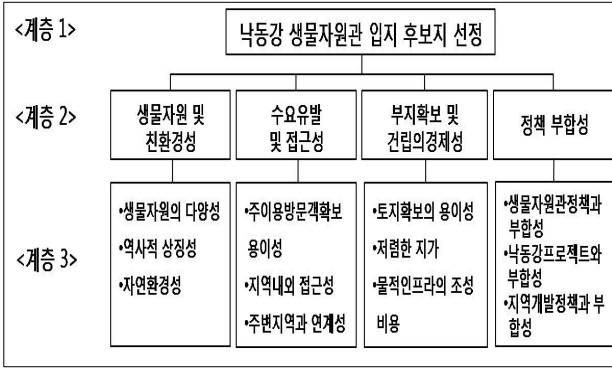 <계층 1>
낙동강 생물자원관 입지 후보지 선정
<계층 2>
생물자원 및
친환경성
수요유발
및 접근성
부지확보 및
건립의경제성
정책 부합성
<계층 3>
•생물자원의 다양성
•역사적 상징성
•자연환경성
•주이용방문객확보
용이성
•지역내외 접근성
•주변지역과 연계성
•토지확보의 용이성
•저렴한 지가
•물적인프라의 조성
비용
•생물자원관정책과
부합성
•낙동강프로젝트와
부합성
•지역개발정책과 부
합성